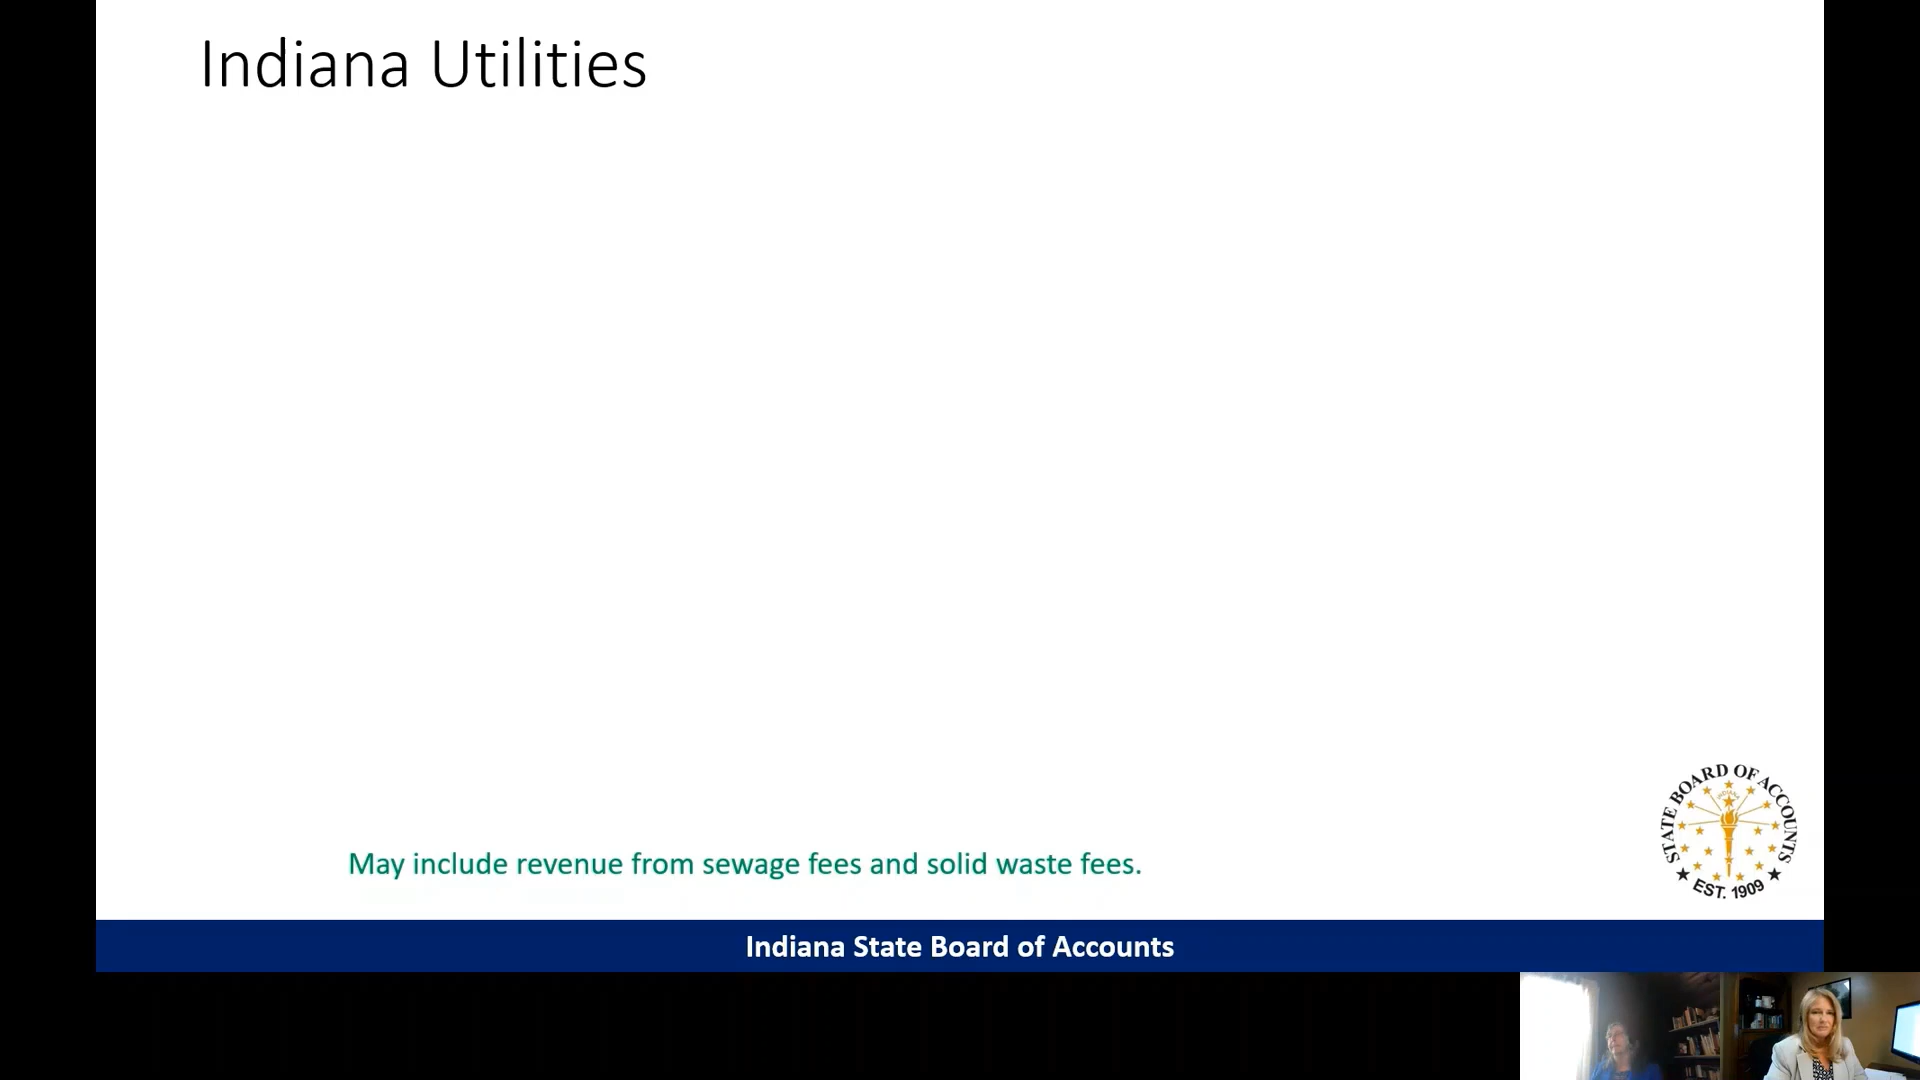 Indiana Utilities
May include revenue from sewage fees and solid waste fees.
STATE BOARD OF ACCOUNTS
INDIANA
★ EST. 1909 ★
Indiana State Board of Accounts